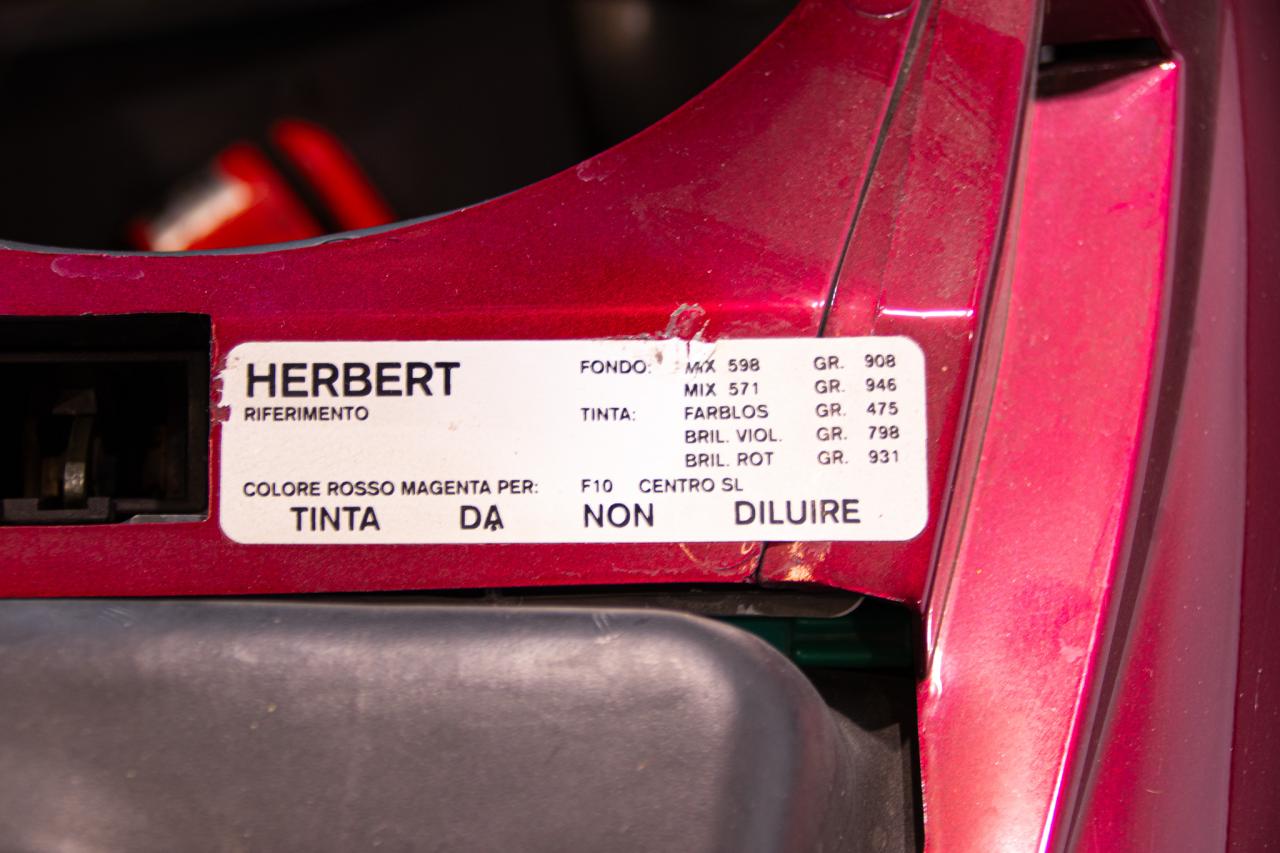 HERBERT
RIFERIMENTO
FONDO: MIX 598 GR. 908
MIX 571 GR. 946
TINTA: FARBLOS GR. 475
BRIL. VIOL. GR. 798
BRIL. ROT GR. 931
COLORE ROSSO MAGENTA PER: F10 CENTRO SL
TINTA DA NON DILUIRE